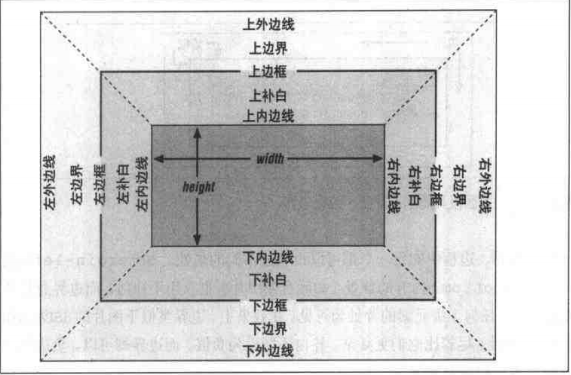 上外边线
上边界
上边框
上补白
上内边线
width
height
左外边线
左边界
左边框
左补白
左内边线
右内边线
右补白
右边框
右边界
右外边线
下内边线
下补白
下边框
下边界
下外边线